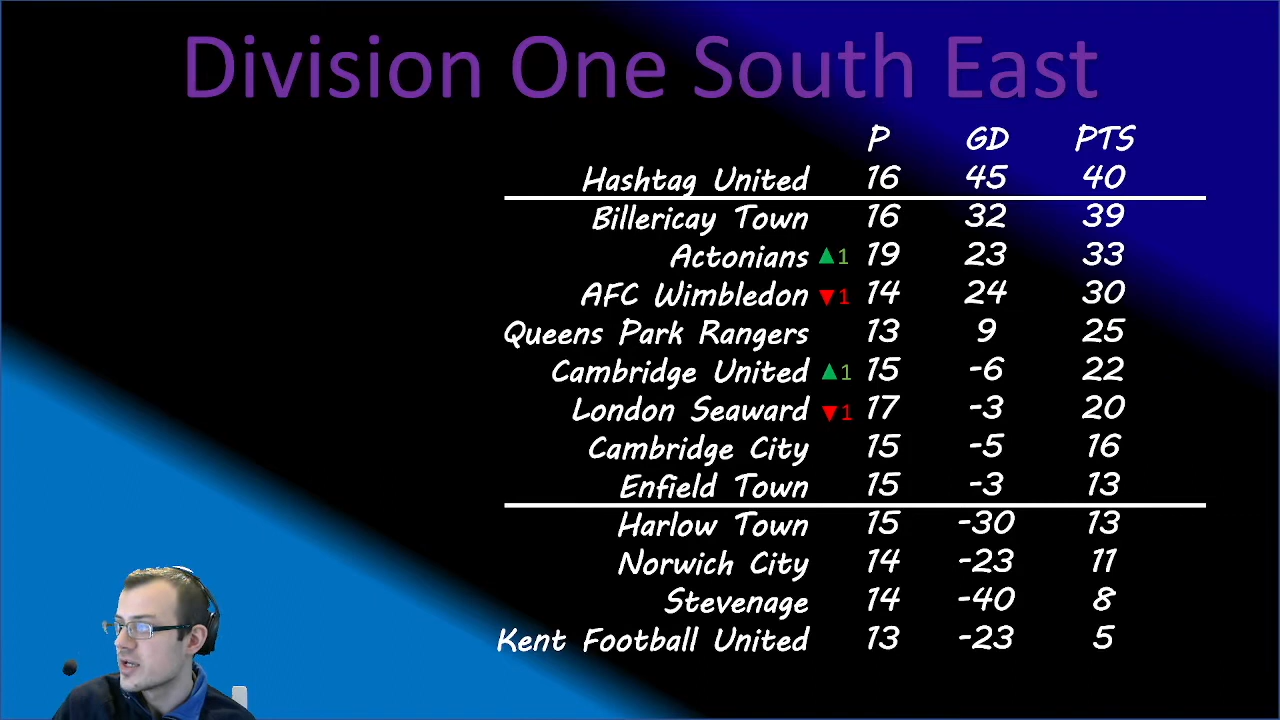 Division One South East
P GD PTS
Hashtag United 16 45 40
Billericay Town 16 32 39
Actonians ▲1 19 23 33
AFC Wimbledon ▼1 14 24 30
Queens Park Rangers 13 9 25
Cambridge United ▲1 15 -6 22
London Seaward ▼1 17 -3 20
Cambridge City 15 -5 16
Enfield Town 15 -3 13
Harlow Town 15 -30 13
Norwich City 14 -23 11
Stevenage 14 -40 8
Kent Football United 13 -23 5